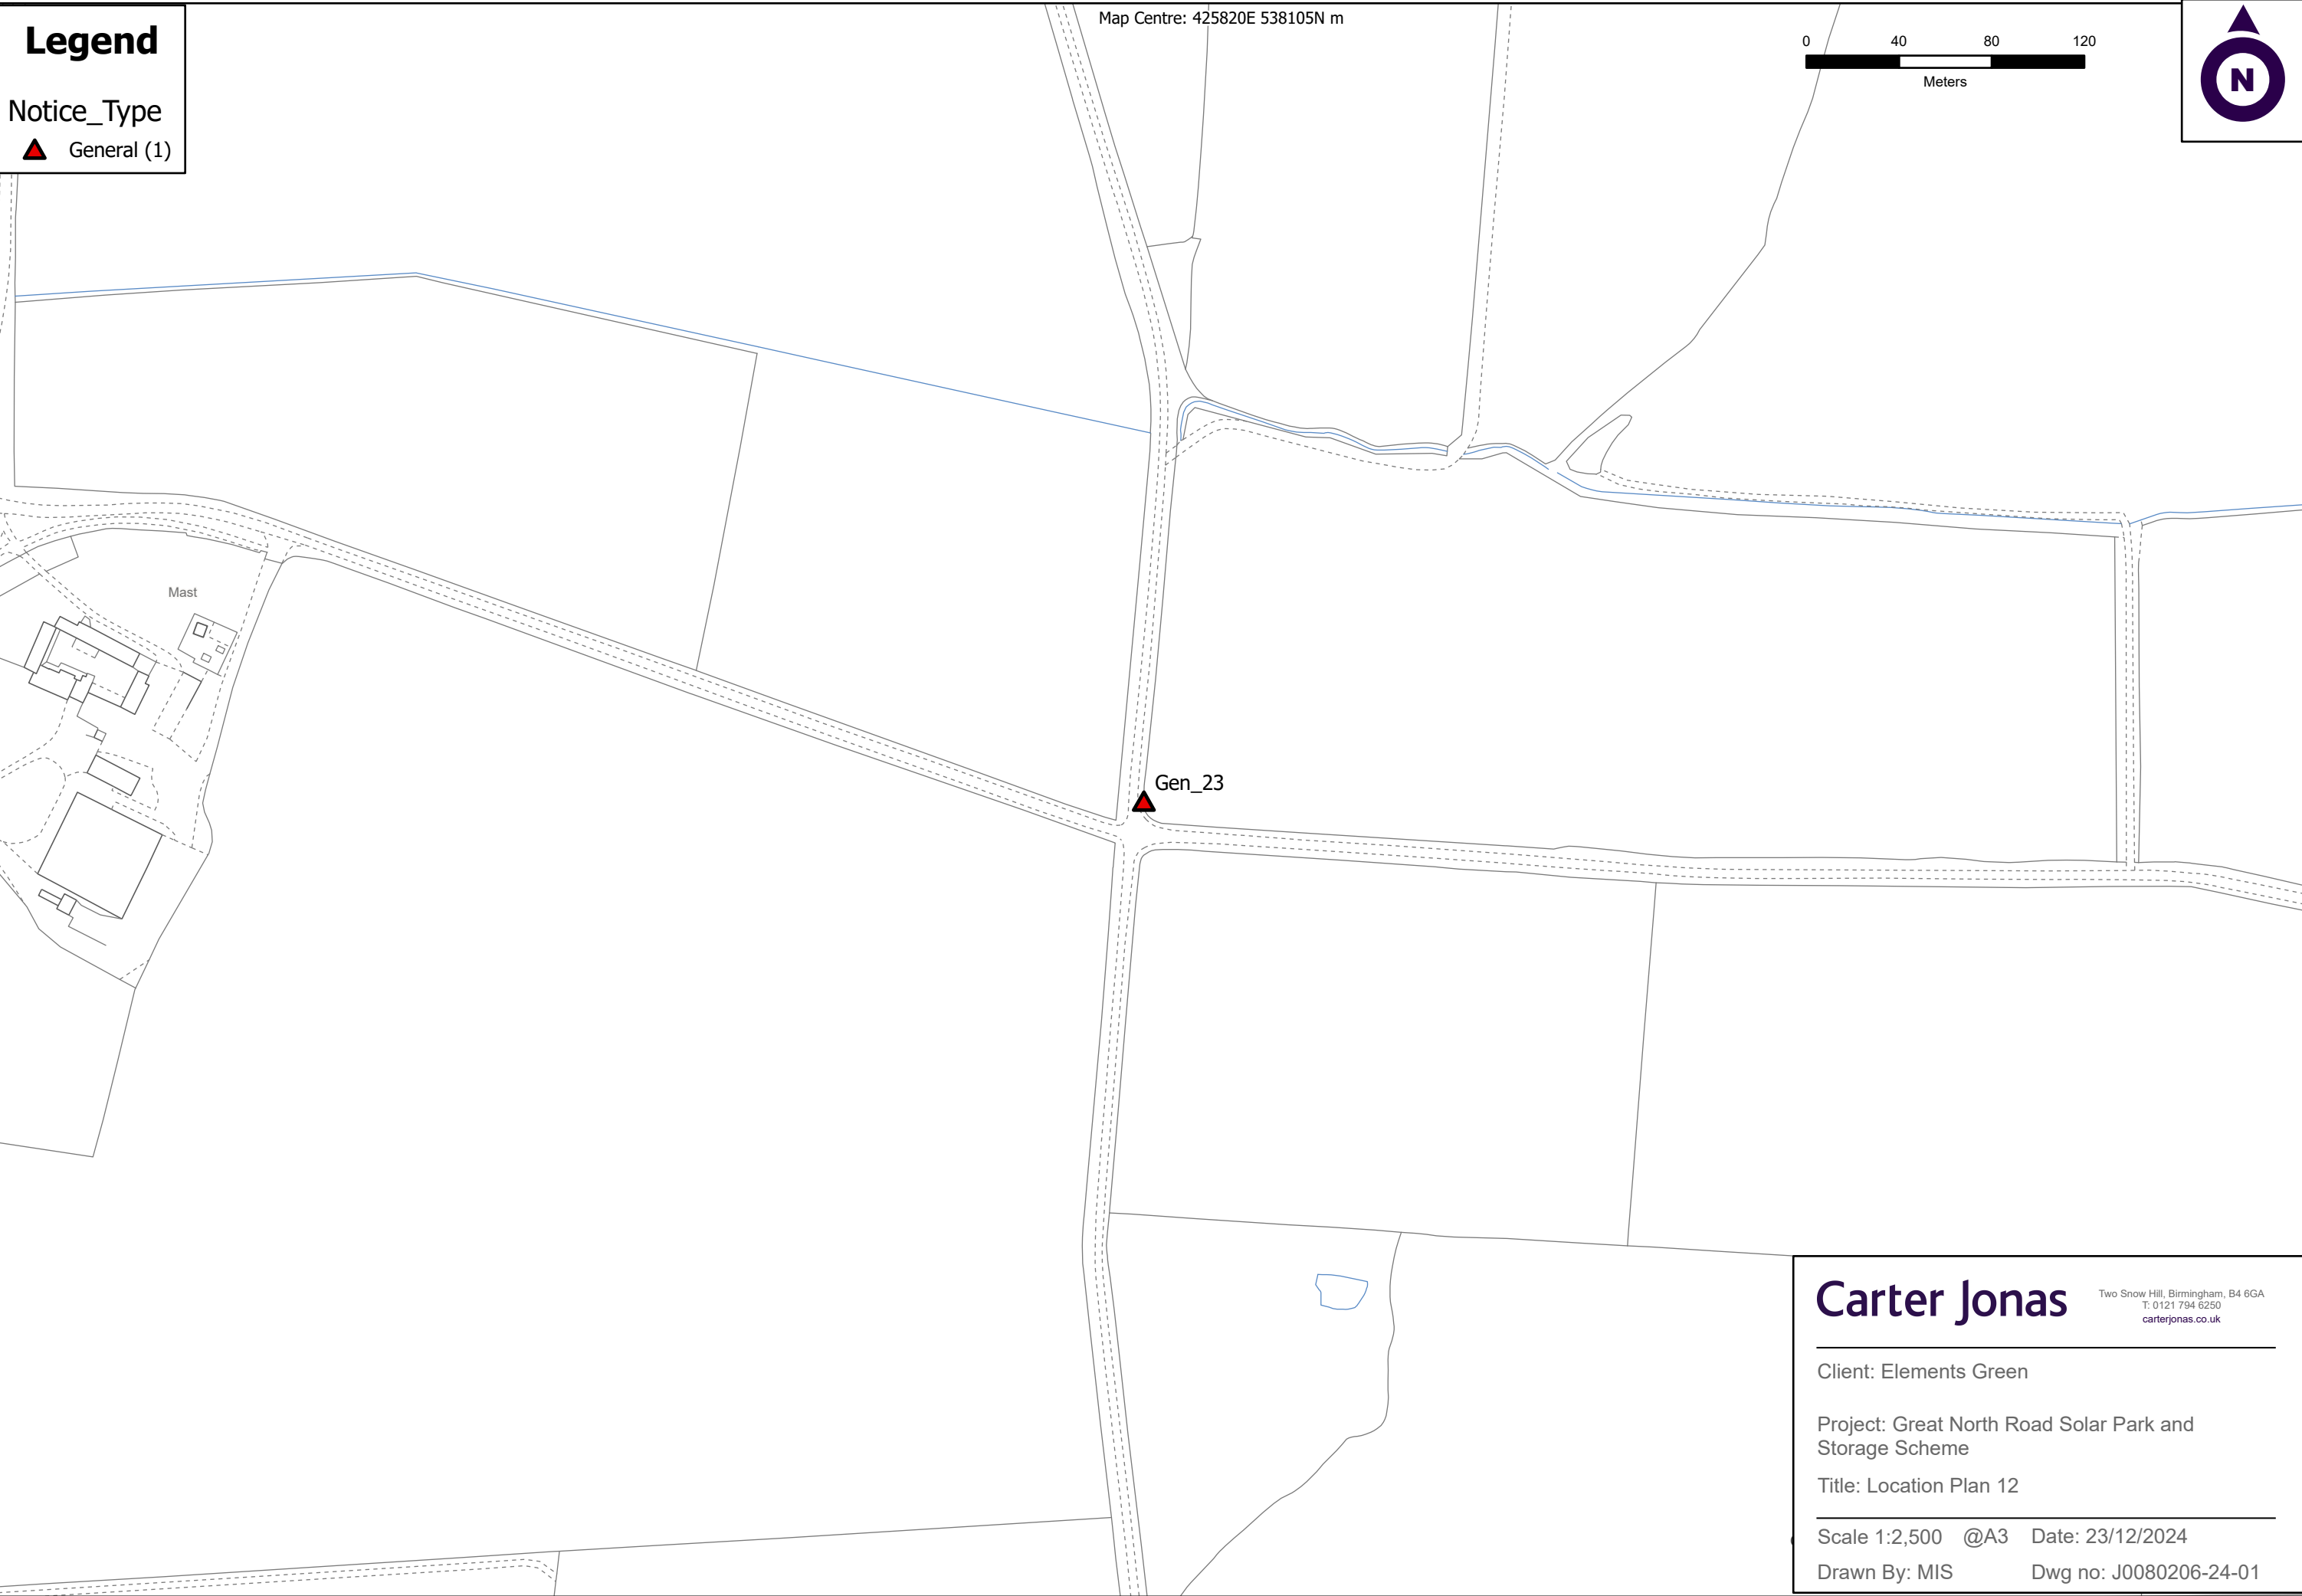 Legend
Notice_Type
General (1)
Map Centre: 425820E 538105N m
0 40 80 120
Meters
N
Mast
Gen_23
Carter Jonas
Two Snow Hill, Birmingham, B4 6GA
T: 0121 794 6250
carterjonas.co.uk
Client: Elements Green
Project: Great North Road Solar Park and
Storage Scheme
Title: Location Plan 12
Scale 1:2,500 @A3 Date: 23/12/2024
Drawn By: MIS Dwg no: J0080206-24-01